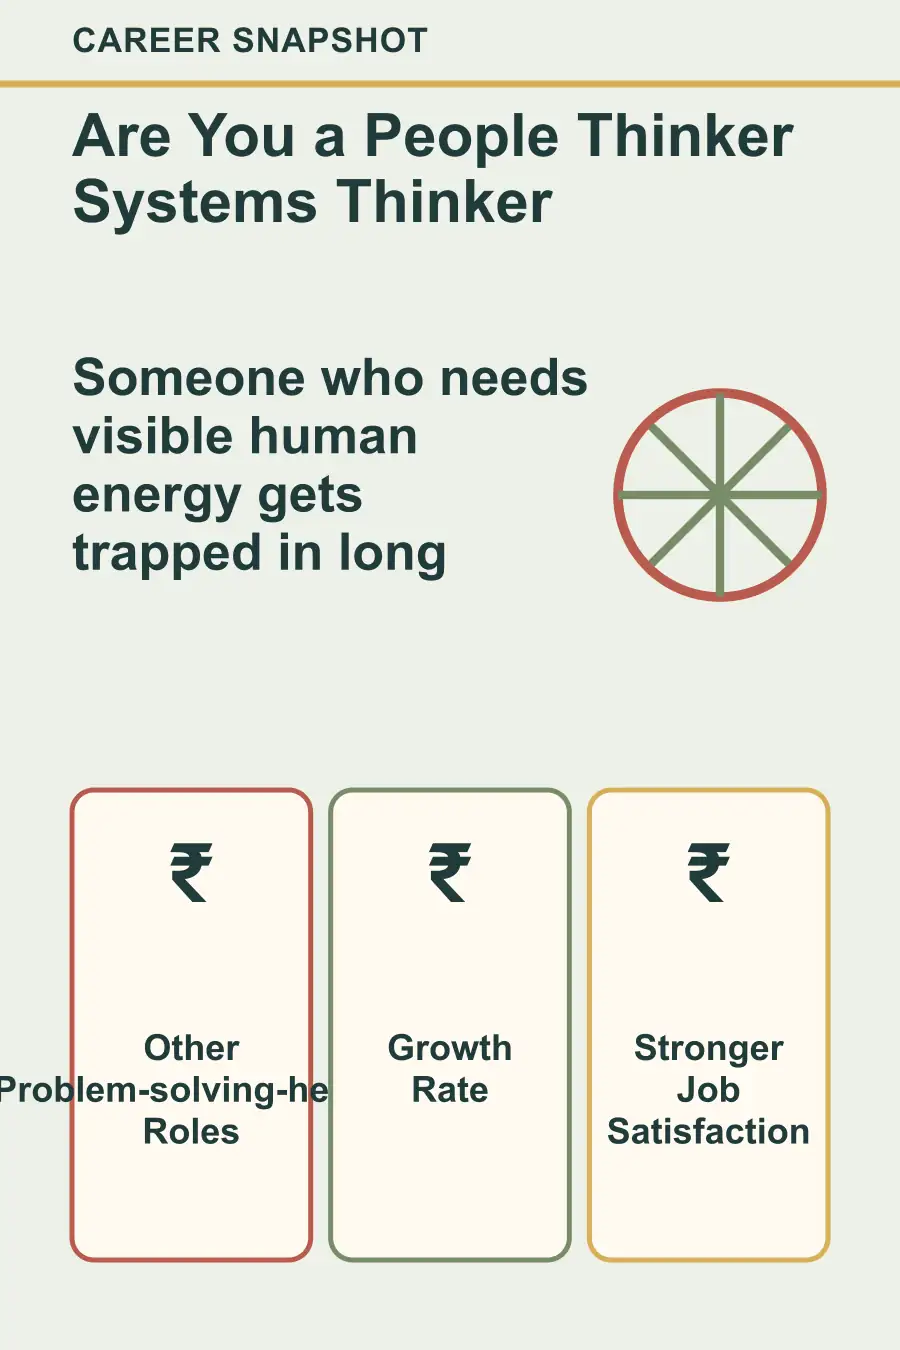 CAREER SNAPSHOT
Are You a People Thinker
Systems Thinker
Someone who needs
visible human
energy gets
trapped in long
₹
Other
Problem-solving-he
Roles
₹
Growth
Rate
₹
Stronger
Job
Satisfaction